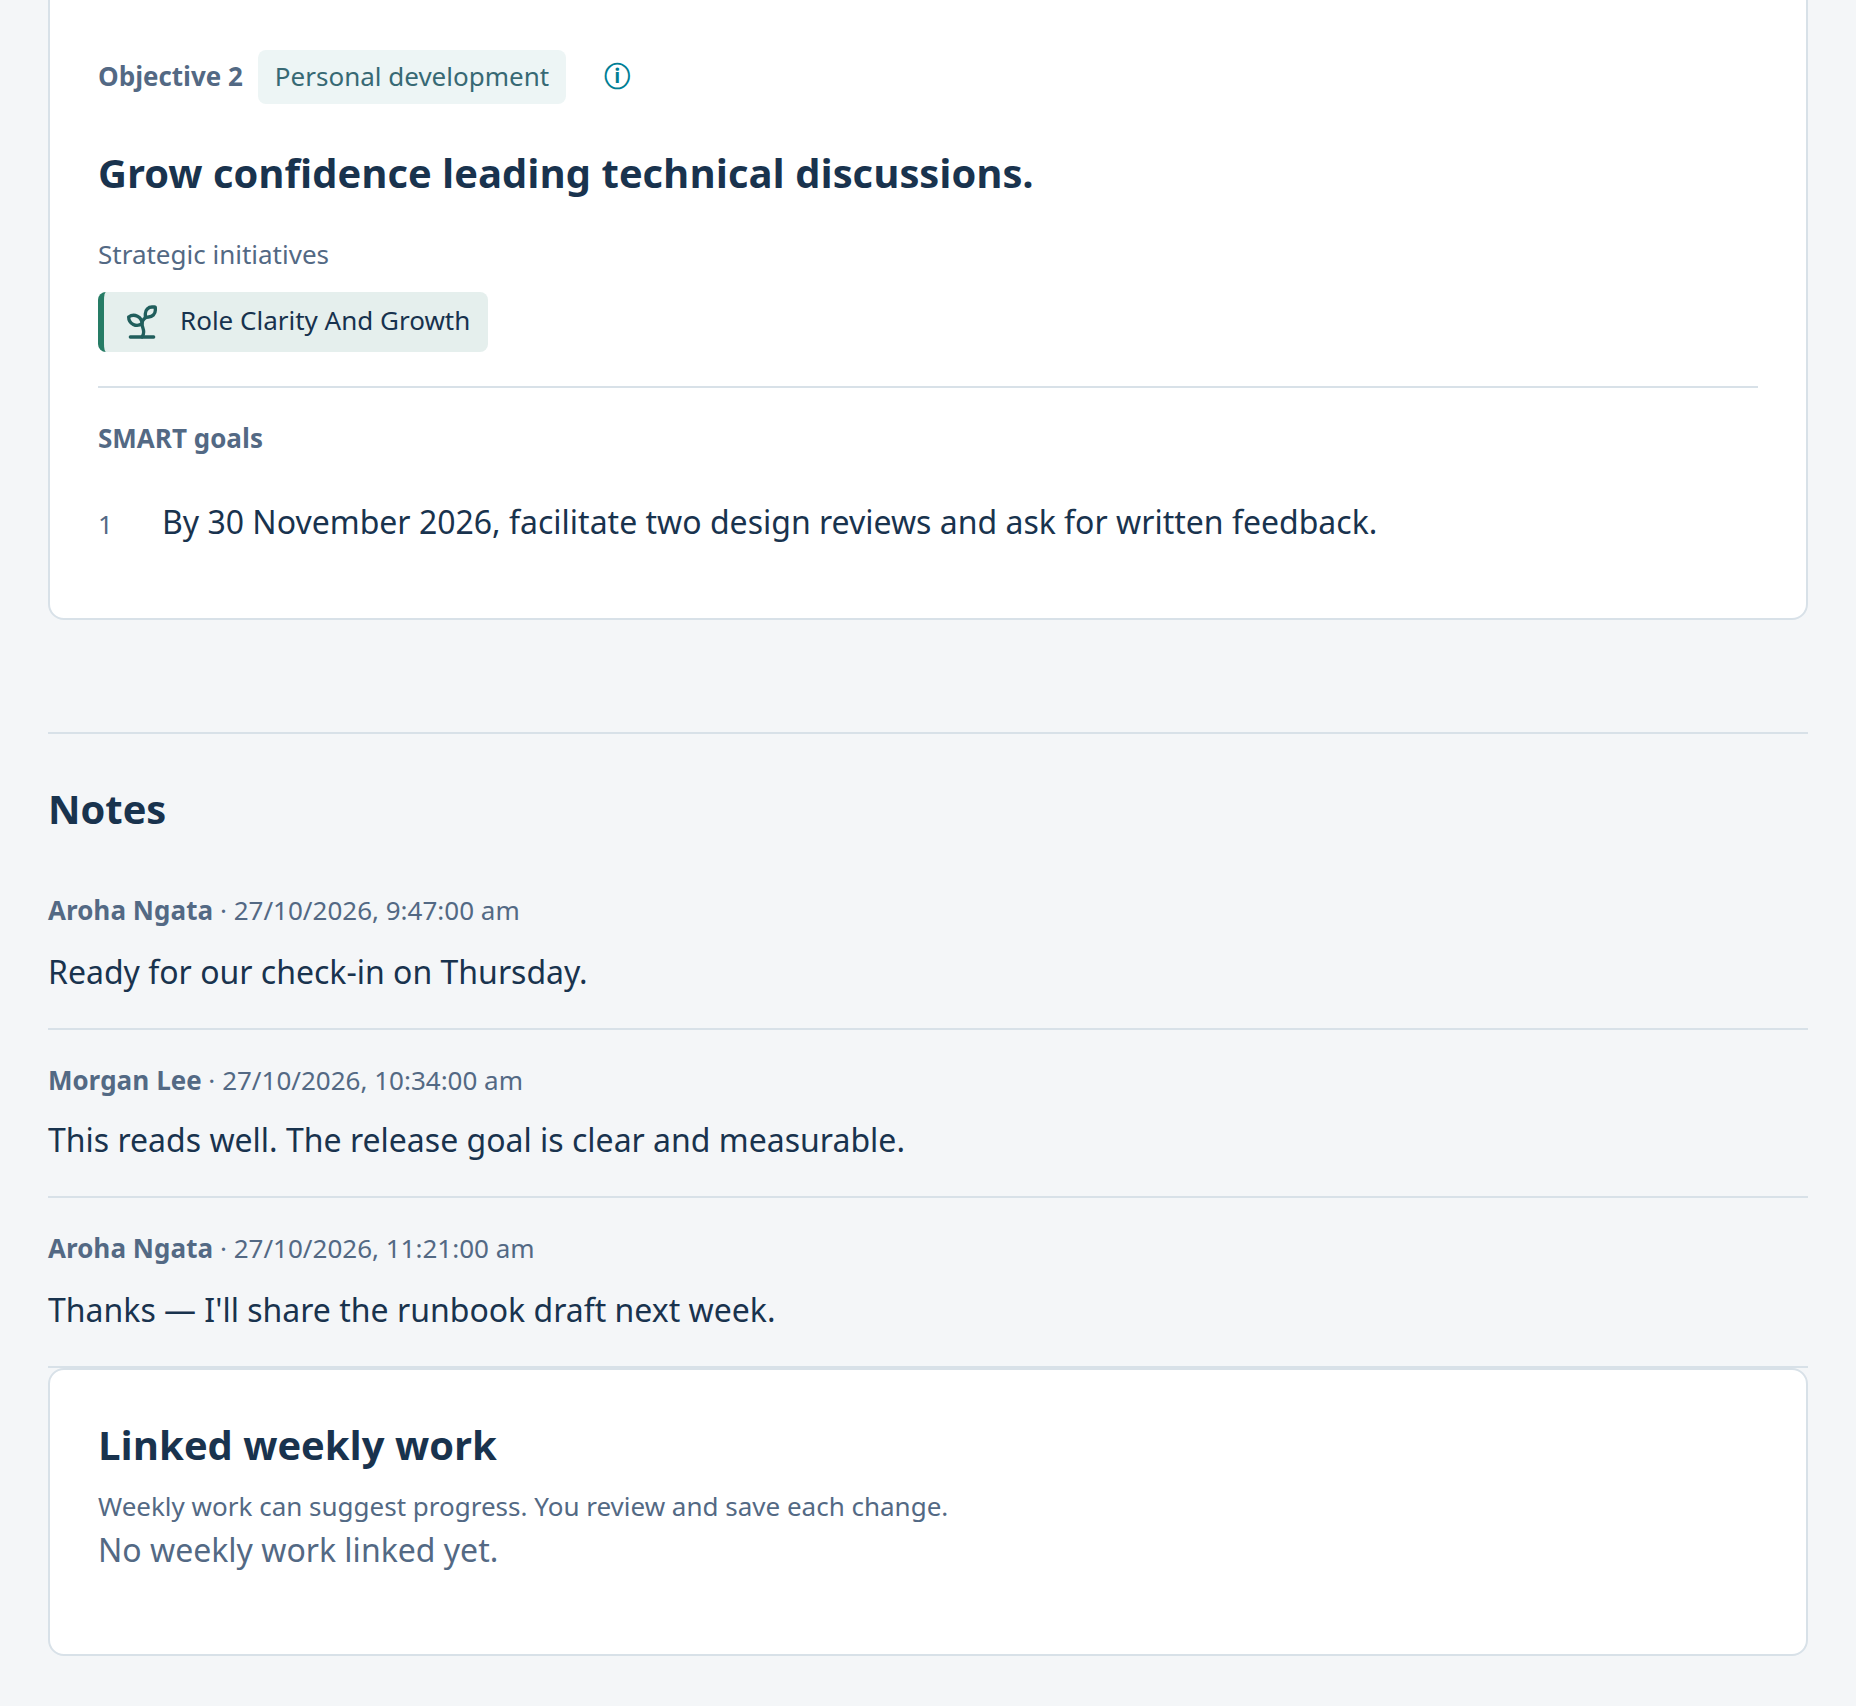 Objective 2 Personal development
Grow confidence leading technical discussions.
Strategic initiatives
Role Clarity And Growth
SMART goals
1 By 30 November 2026, facilitate two design reviews and ask for written feedback.
Notes
Aroha Ngata · 27/10/2026, 9:47:00 am
Ready for our check-in on Thursday.
Morgan Lee · 27/10/2026, 10:34:00 am
This reads well. The release goal is clear and measurable.
Aroha Ngata · 27/10/2026, 11:21:00 am
Thanks — I'll share the runbook draft next week.
Linked weekly work
Weekly work can suggest progress. You review and save each change.
No weekly work linked yet.